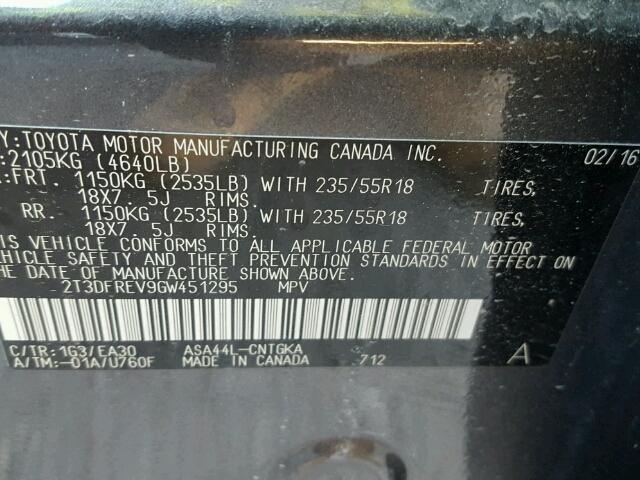 Y:TOYOTA MOTOR MANUFACTURING CANADA INC. 02/16
:2105KG (4640LB)
:FRT. 1150KG (2535LB) WITH 235/55R18 TIRES,
18X7. 5J RIMS.
RR. 1150KG (2535LB) WITH 235/55R18 TIRES,
18X7. 5J RIMS.
IS VEHICLE CONFORMS TO ALL APPLICABLE FEDERAL MOTOR
VEHICLE SAFETY AND THEFT PREVENTION STANDARDS IN EFFECT ON
THE DATE OF MANUFACTURE SHOWN ABOVE.
2T3DFREV9GW451295 MPV
C/TR:1G3/EA30 ASA44L-CNTGKA A
A/TM:-01A/U760F MADE IN CANADA 712